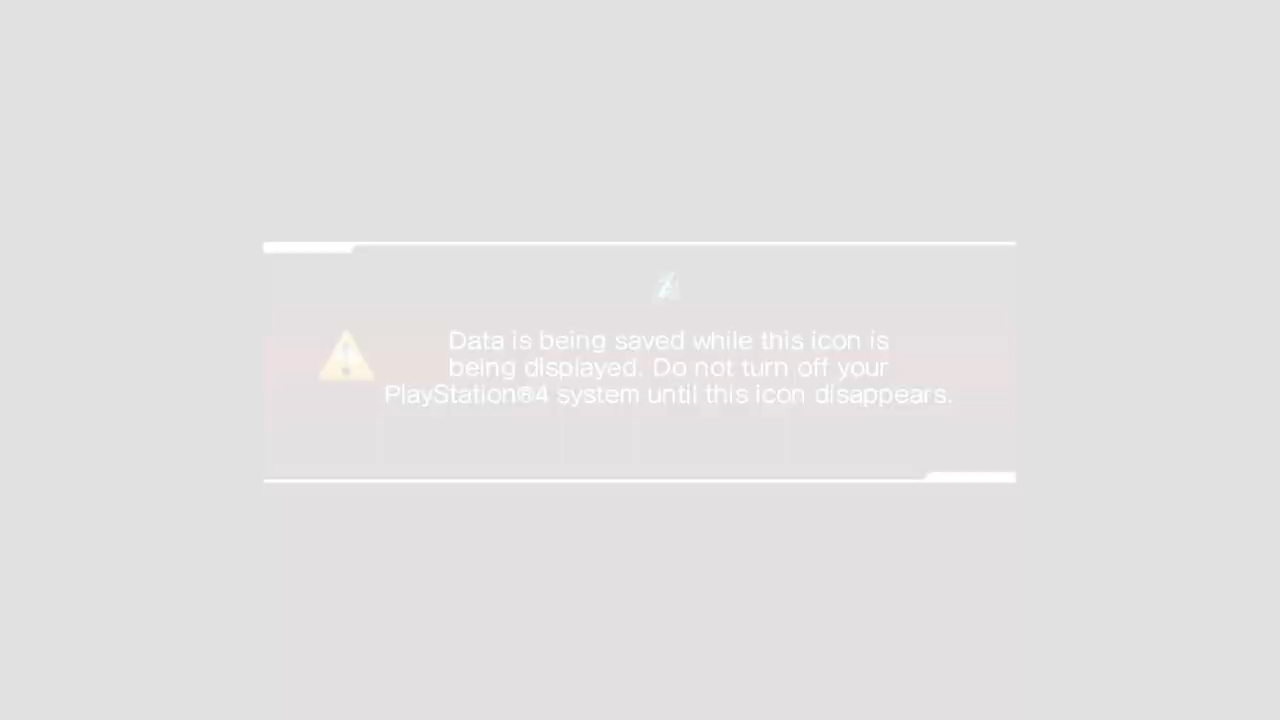 Data is being saved while this icon is
being displayed. Do not turn off your
PlayStation®4 system until this icon disappears.